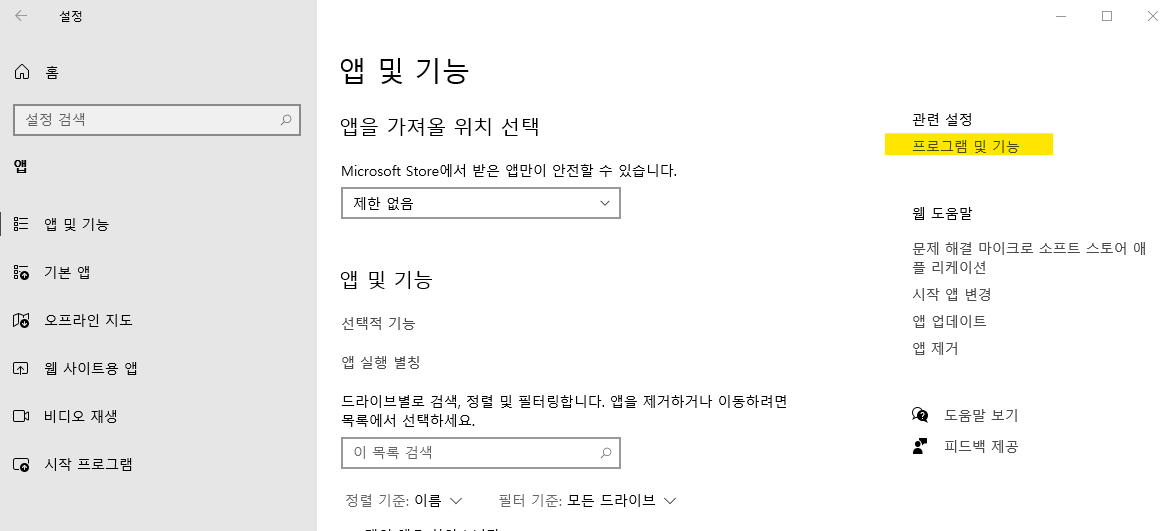 설정
홈
설정 검색
앱
앱 및 기능
기본 앱
오프라인 지도
웹 사이트용 앱
비디오 재생
시작 프로그램
앱 및 기능
앱을 가져올 위치 선택
Microsoft Store에서 받은 앱만이 안전할 수 있습니다.
제한 없음
앱 및 기능
선택적 기능
앱 실행 별칭
드라이브별로 검색, 정렬 및 필터링합니다. 앱을 제거하거나 이동하려면
목록에서 선택하세요.
이 목록 검색
정렬 기준: 이름 필터 기준: 모든 드라이브
관련 설정
프로그램 및 기능
웹 도움말
문제 해결 마이크로 소프트 스토어 애
플 리케이션
시작 앱 변경
앱 업데이트
앱 제거
도움말 보기
피드백 제공